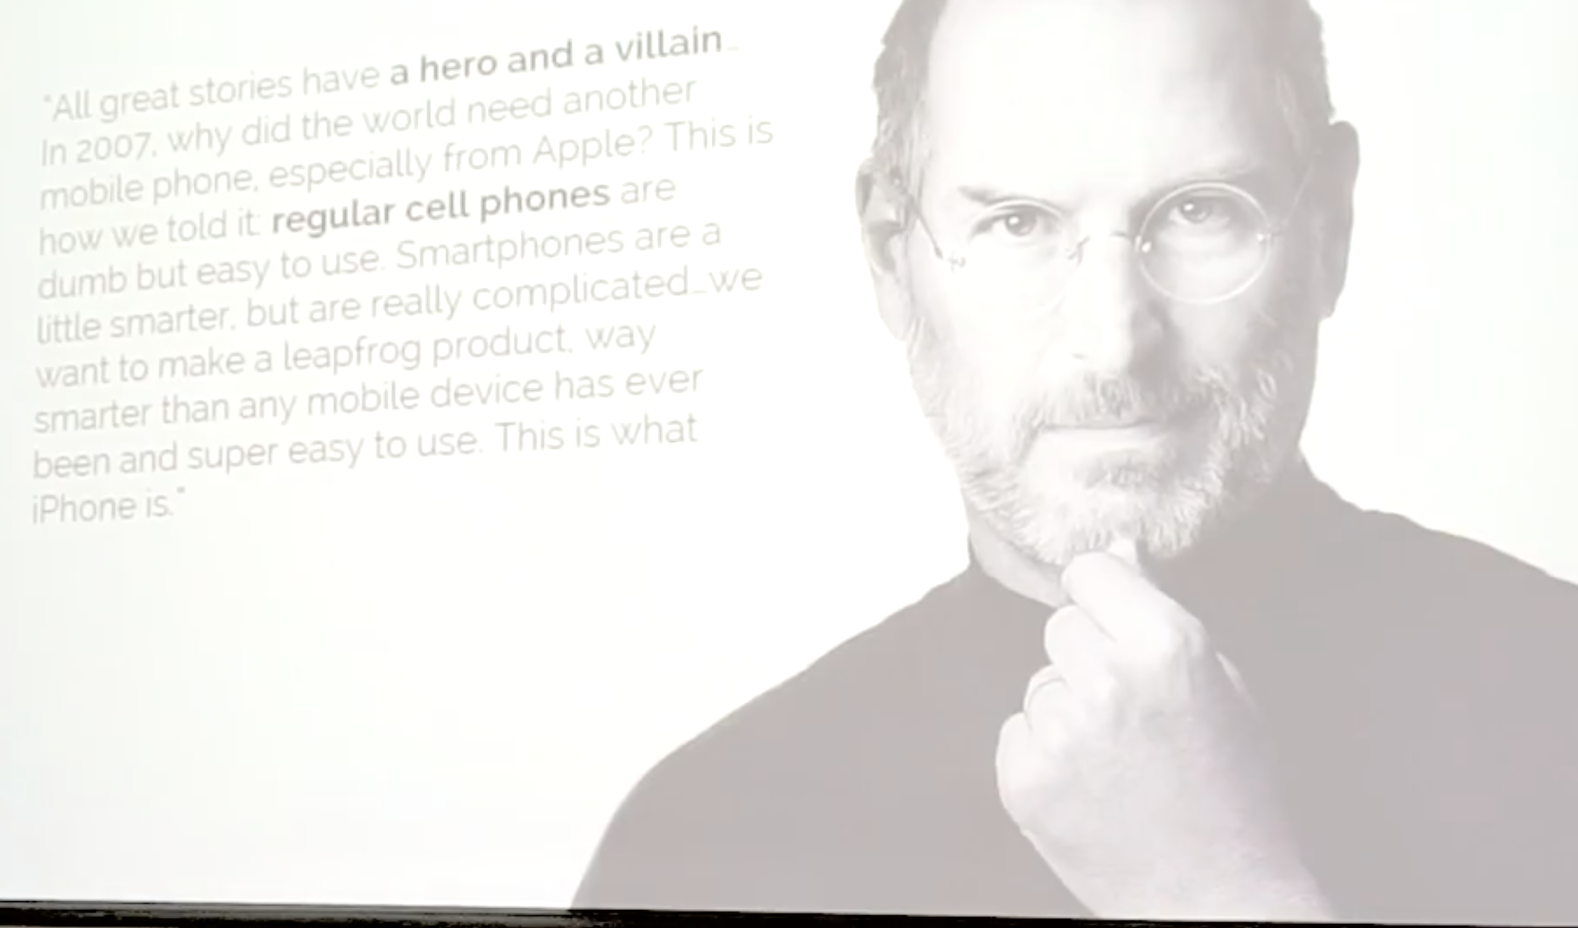 "All great stories have a hero and a villain...
In 2007, why did the world need another
mobile phone, especially from Apple? This is
how we told it: regular cell phones are
dumb but easy to use. Smartphones are a
little smarter, but are really complicated...we
want to make a leapfrog product, way
smarter than any mobile device has ever
been and super easy to use. This is what
iPhone is."